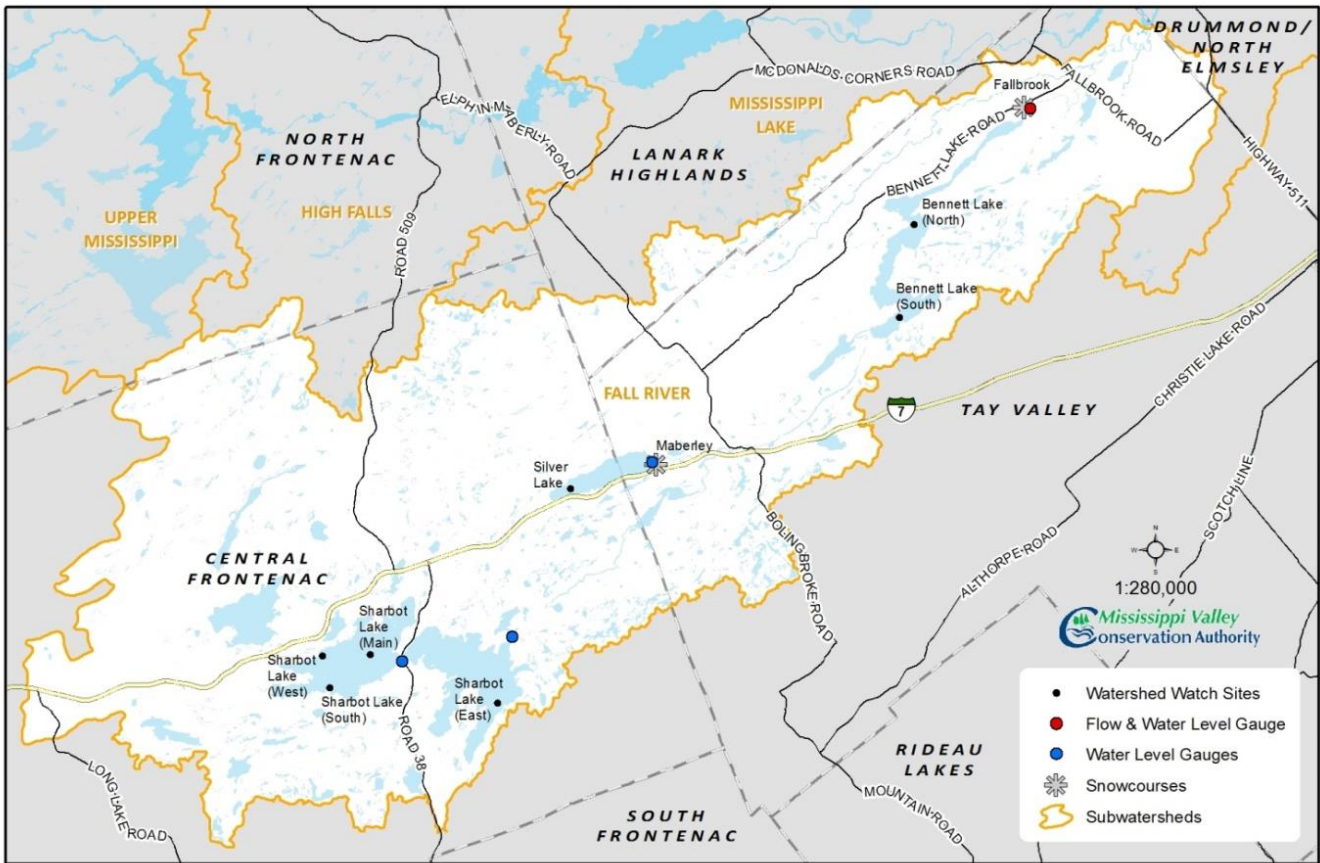 DRUMMOND/
NORTH
ELMSLEY
MCDONALDS-CORNERS ROAD
FALLBROOK ROAD
Fallbrook
ELPHIN-MABERLY-ROAD
MISSISSIPPI
LAKE
NORTH
FRONTENAC
LANARK
HIGHLANDS
BENNETT LAKE-ROAD
HIGHWAY-511
UPPER
MISSISSIPPI
HIGH FALLS
ROAD 509
Bennett Lake
(North)
Bennett Lake
(South)
CHRISTIE LAKE-ROAD
FALL RIVER
7
TAY VALLEY
Maberley
Silver
Lake
SCOTCH LINE
BOLINGBROKE-ROAD
CENTRAL
FRONTENAC
ALTHORPE-ROAD
N
W
E
S
1:280,000
Mississippi Valley
Conservation Authority
Sharbot
Lake
(Main)
Sharbot
Lake
(West)
Sharbot Lake
(South)
Sharbot
Lake
(East)
ROAD 38
LONG-LAKE ROAD
RIDEAU
LAKES
MOUNTAIN-ROAD
SOUTH
FRONTENAC
Watershed Watch Sites
Flow & Water Level Gauge
Water Level Gauges
Snowcourses
Subwatersheds